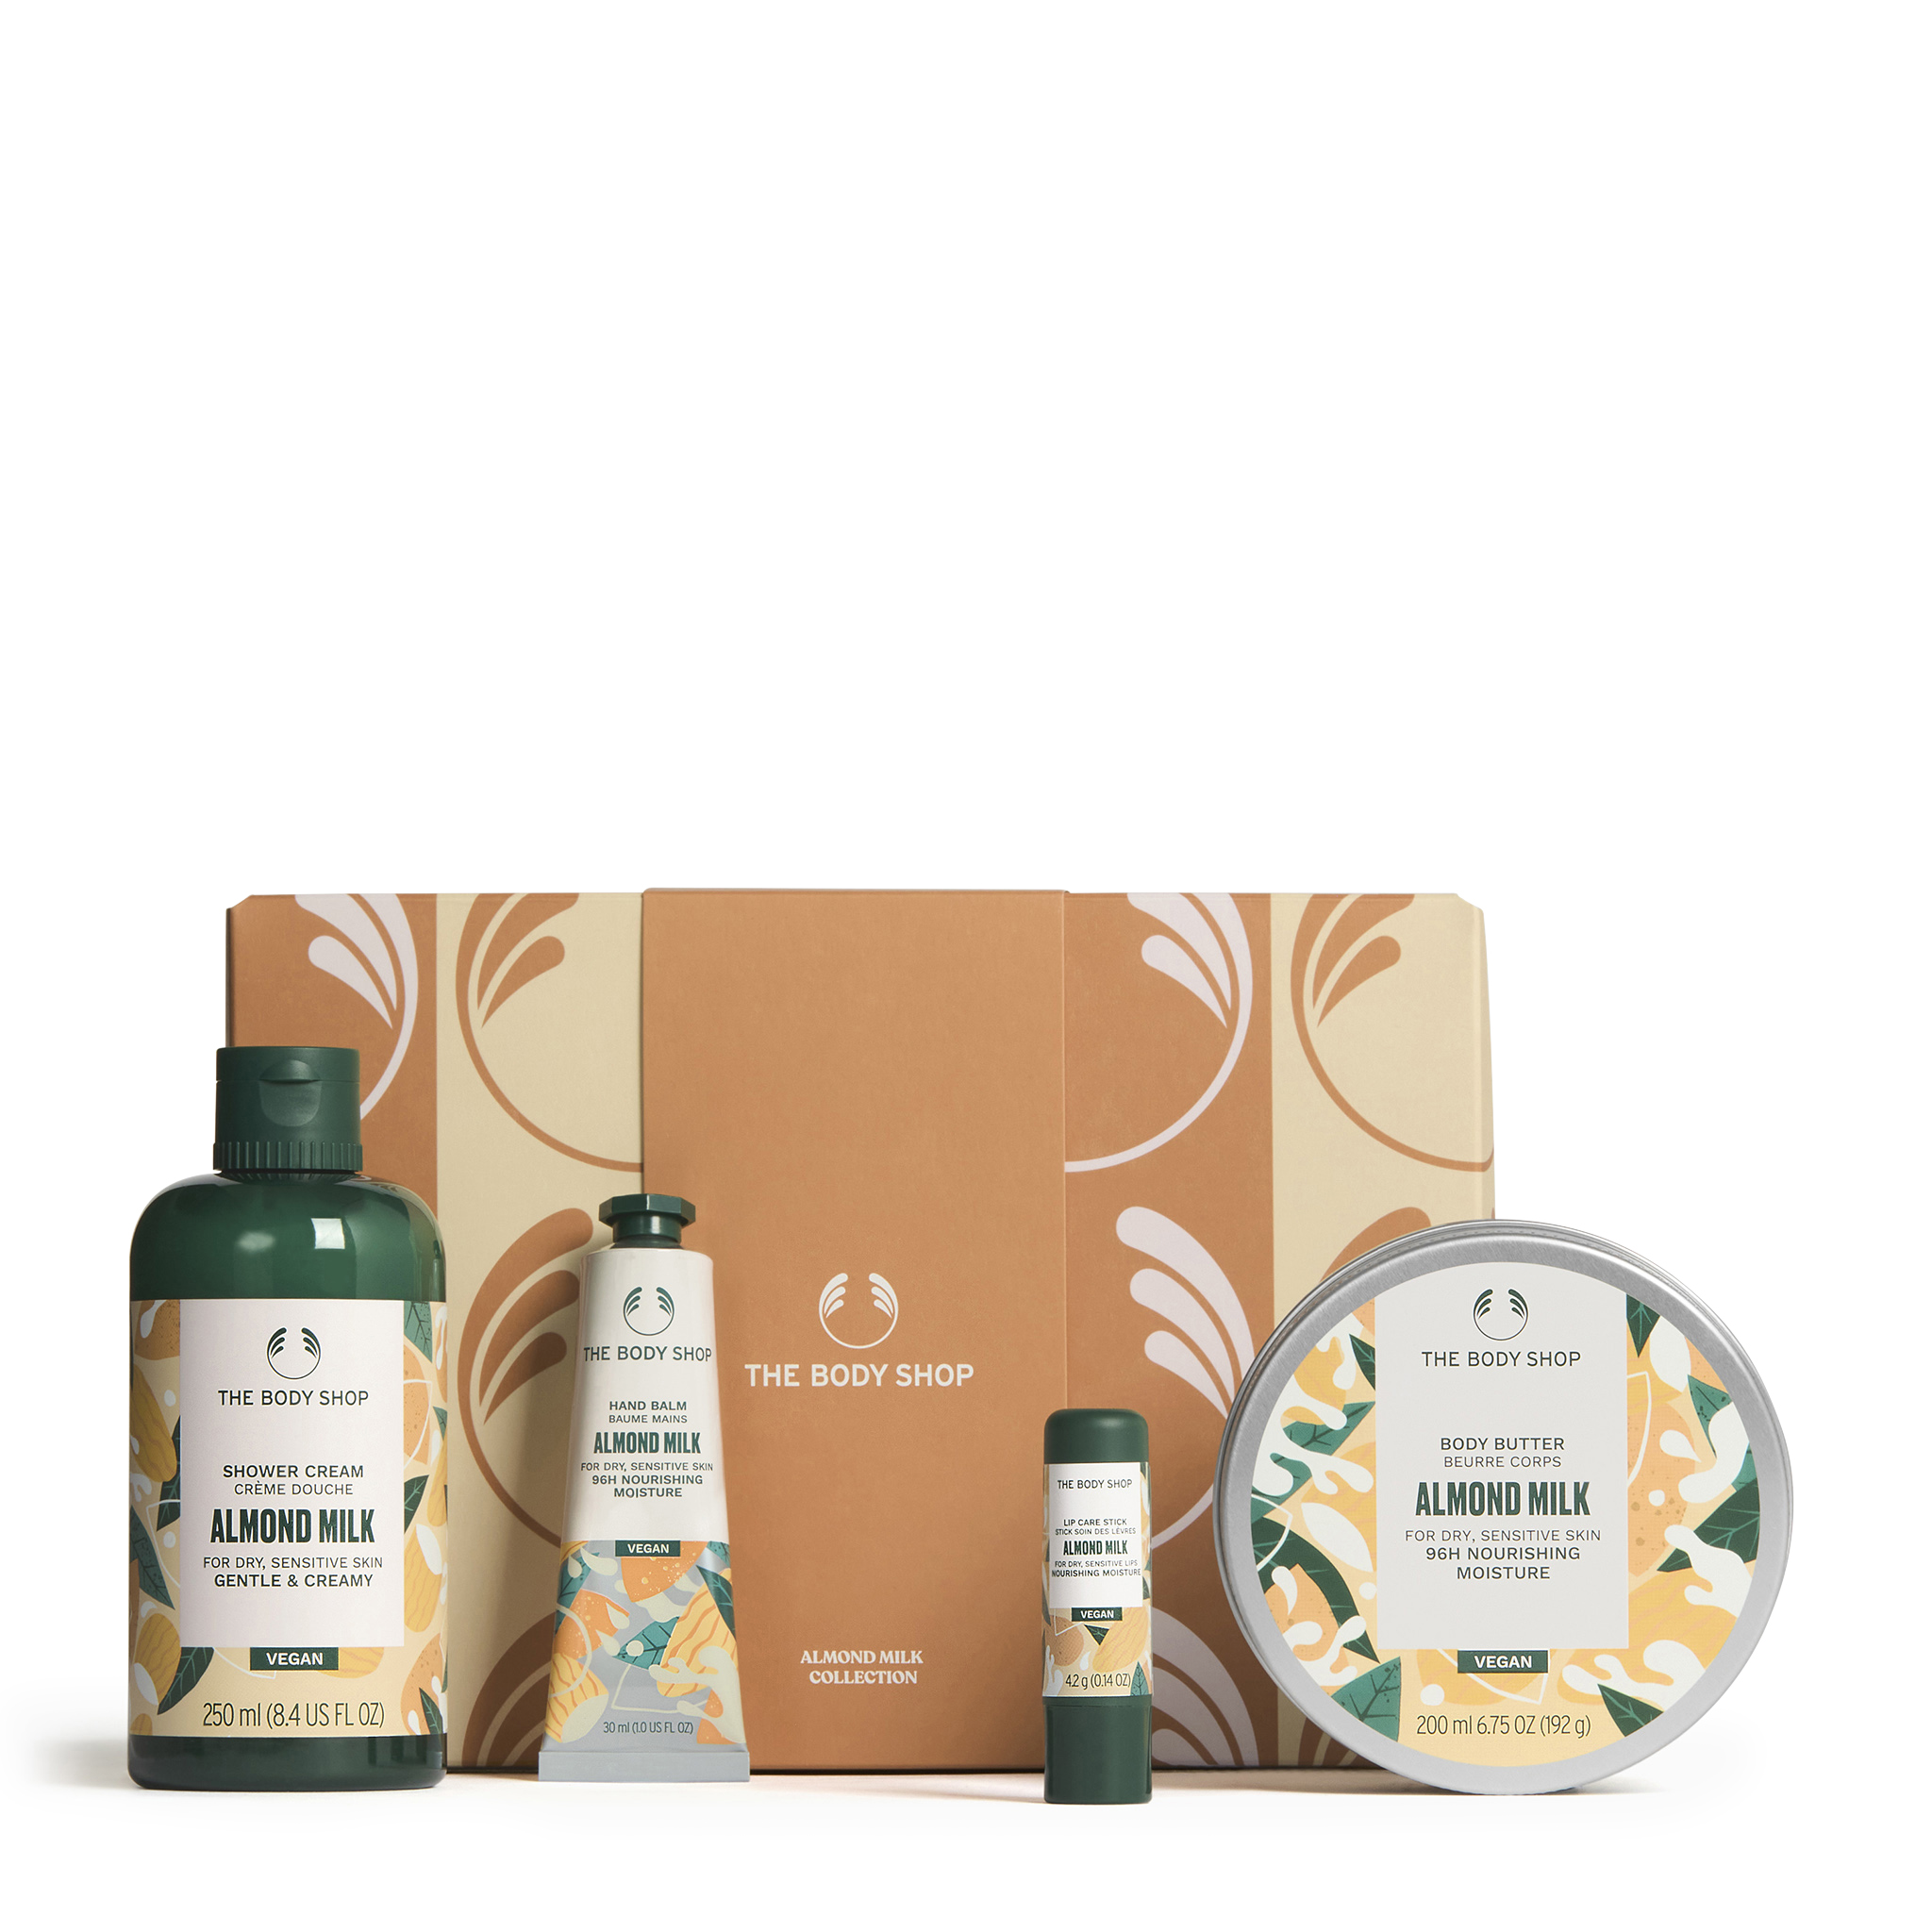 THE BODY SHOP
SHOWER CREAM
CRÈME DOUCHE
ALMOND MILK
FOR DRY, SENSITIVE SKIN
GENTLE & CREAMY
VEGAN
250 ml (8.4 US FL OZ)
THE BODY SHOP
HAND BALM
BAUME MAINS
ALMOND MILK
FOR DRY, SENSITIVE SKIN
96H NOURISHING
MOISTURE
VEGAN
30 ml (1.0 US FL OZ)
THE BODY SHOP
ALMOND MILK
COLLECTION
THE BODY SHOP
LIP CARE STICK
STICK SOIN DES LÈVRES
ALMOND MILK
FOR DRY, SENSITIVE LIPS
NOURISHING MOISTURE
VEGAN
4.2 g (0.14 OZ)
THE BODY SHOP
BODY BUTTER
BEURRE CORPS
ALMOND MILK
FOR DRY, SENSITIVE SKIN
96H NOURISHING
MOISTURE
VEGAN
200 ml 6.75 OZ (192 g)